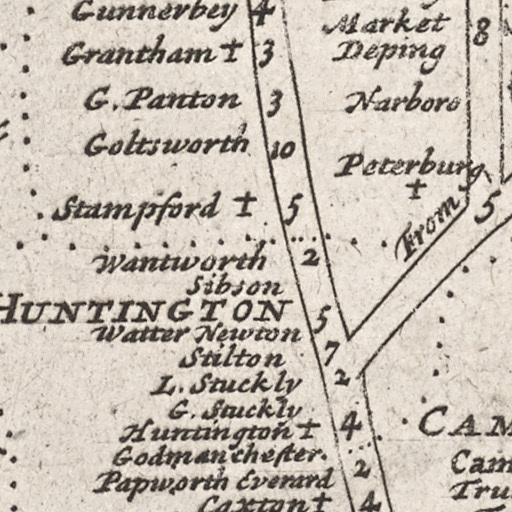 Gunnerbey 4
Grantham † 3
G. Panton 3
Goltsworth 10
Stampford † 5
Wantworth 2
Sibson
HUNTINGTON 5
Watter Newton 7
Stilton
L. Stuckly 2
G. Stuckly
Huntington † 4
Godmanchester.
Papworth Everard 2
Caxton † 4
Market 8
Deping
Narboro
Peterburg
†
From 5
CAM
Cam
Tru